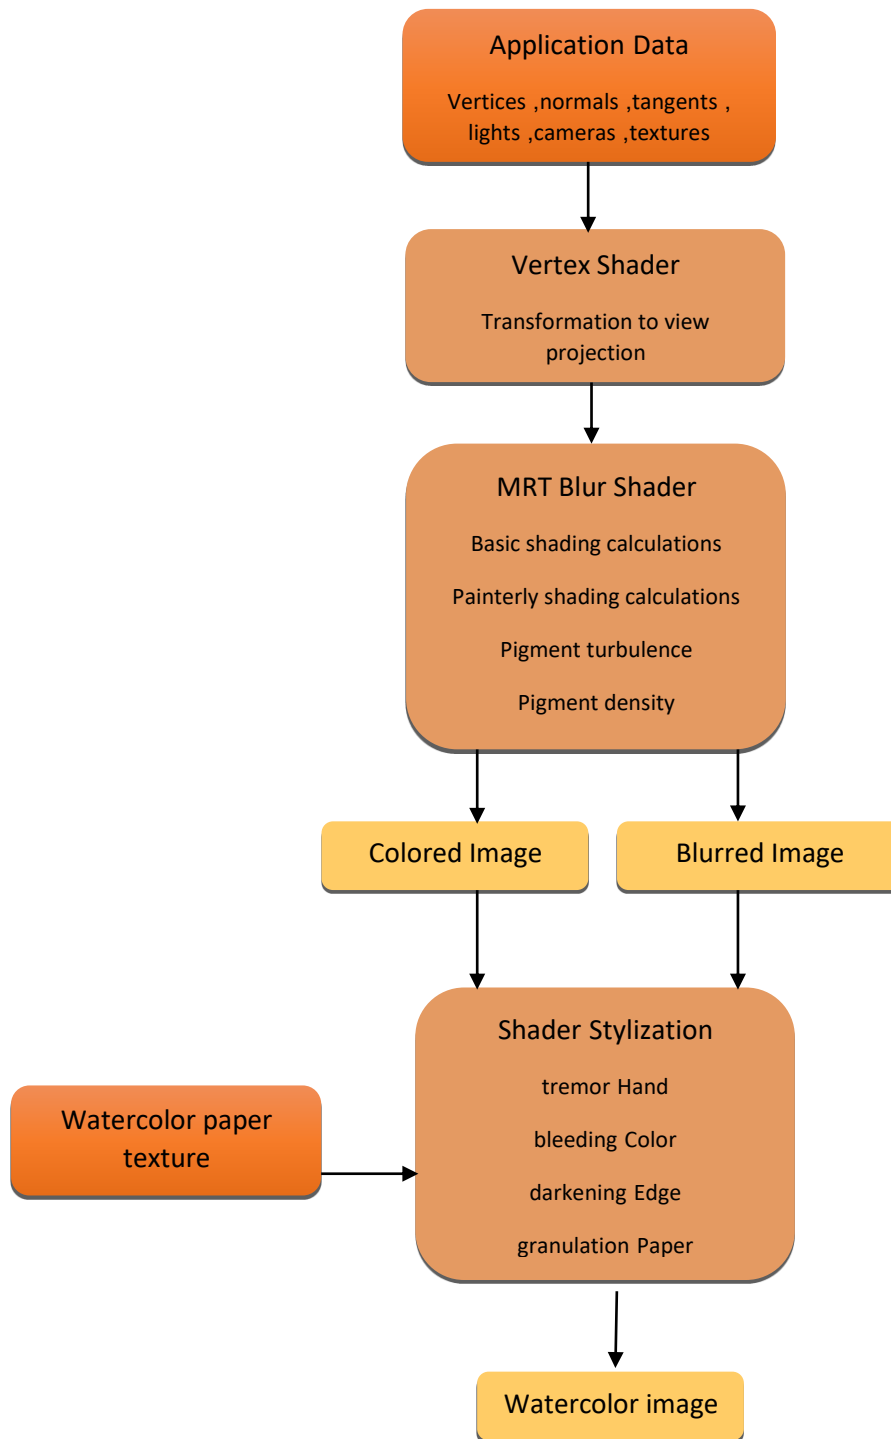 Application Data
Vertices ,normals ,tangents ,
lights ,cameras ,textures
Vertex Shader
Transformation to view
projection
MRT Blur Shader
Basic shading calculations
Painterly shading calculations
Pigment turbulence
Pigment density
Colored Image
Blurred Image
Shader Stylization
tremor Hand
bleeding Color
darkening Edge
granulation Paper
Watercolor paper
texture
Watercolor image